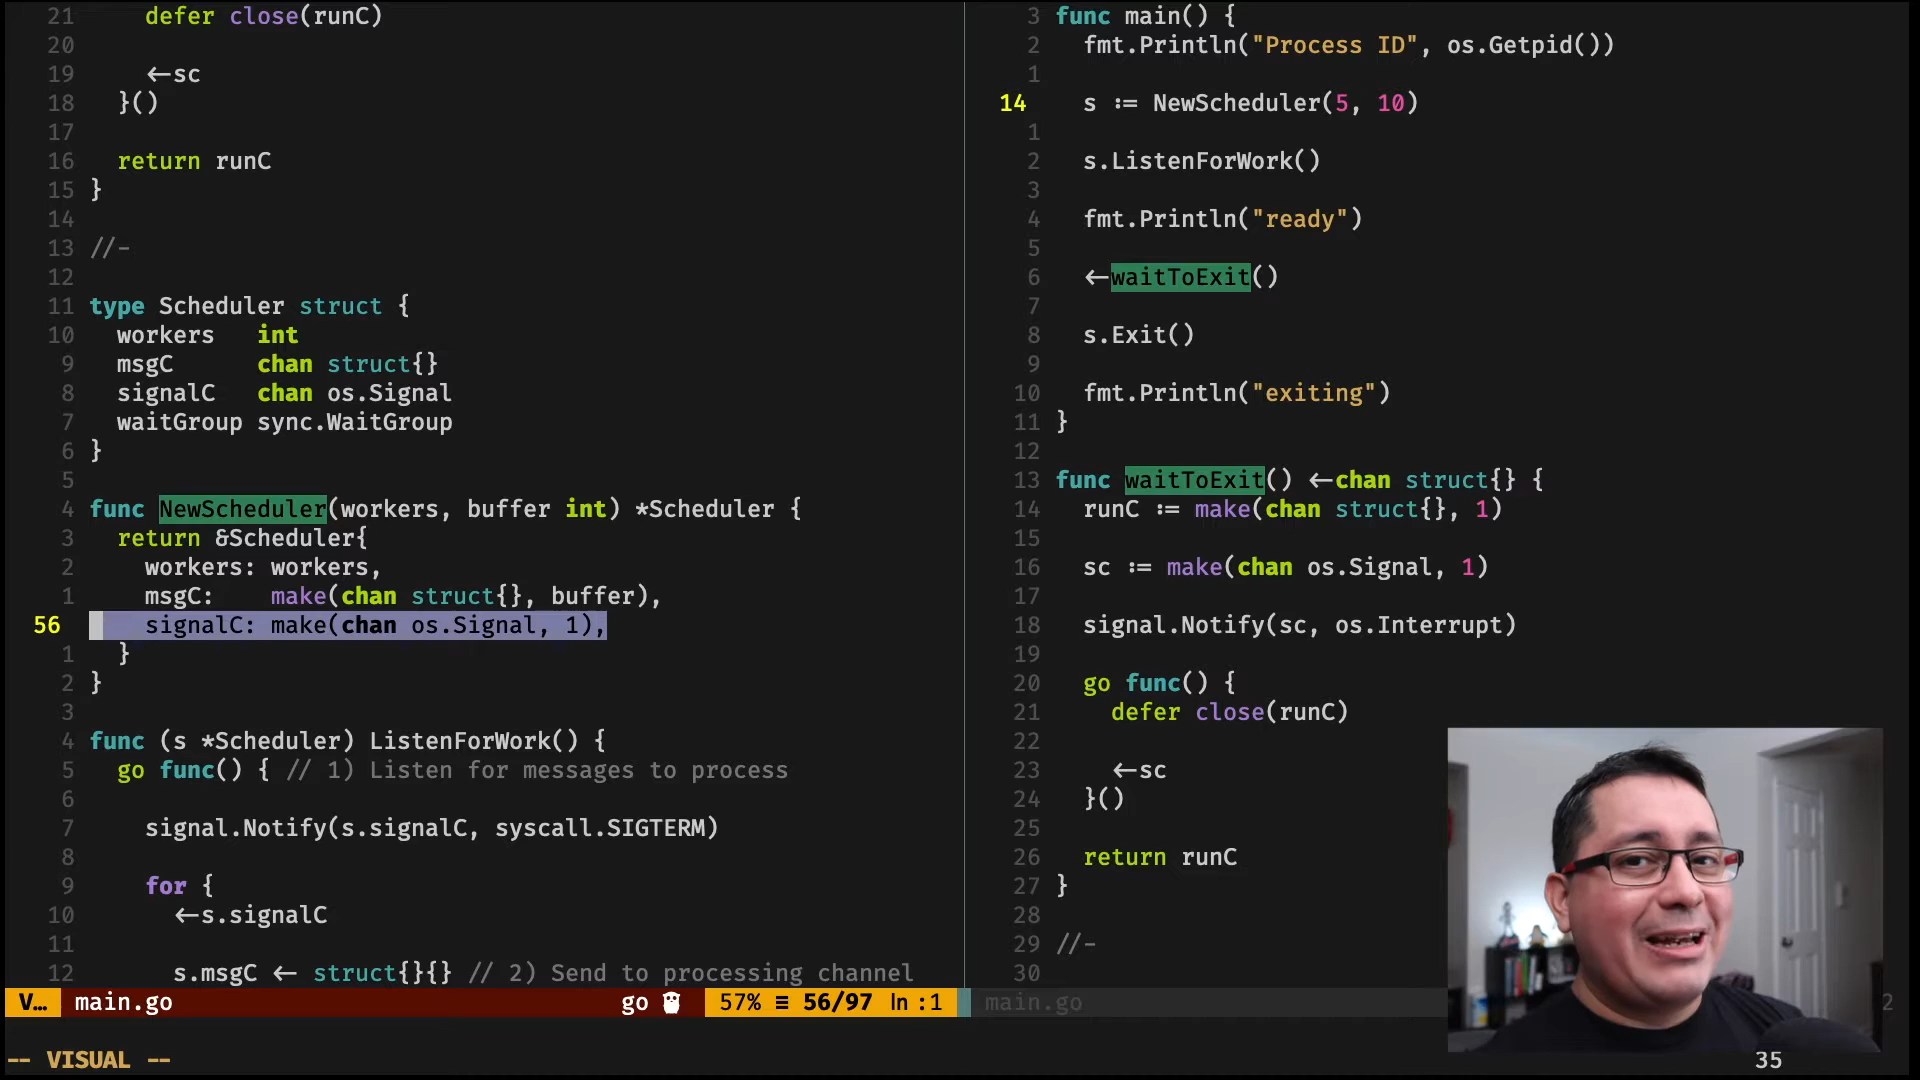 21 defer close(runC)
20
19 <-sc
18 }()
17
16 return runC
15 }
14
13 //-
12
11 type Scheduler struct {
10 workers int
9 msgC chan struct{}
8 signalC chan os.Signal
7 waitGroup sync.WaitGroup
6 }
5
4 func NewScheduler(workers, buffer int) *Scheduler {
3 return &Scheduler{
2 workers: workers,
1 msgC: make(chan struct{}, buffer),
56 signalC: make(chan os.Signal, 1),
1 }
2 }
3
4 func (s *Scheduler) ListenForWork() {
5 go func() { // 1) Listen for messages to process
6
7 signal.Notify(s.signalC, syscall.SIGTERM)
8
9 for {
10 <-s.signalC
11
12 s.msgC <- struct{}{} // 2) Send to processing channel
V... main.go go 57% ≡ 56/97 ln :1
-- VISUAL --
3 func main() {
2 fmt.Println("Process ID", os.Getpid())
1
14 s := NewScheduler(5, 10)
1
2 s.ListenForWork()
3
4 fmt.Println("ready")
5
6 <-waitToExit()
7
8 s.Exit()
9
10 fmt.Println("exiting")
11 }
12
13 func waitToExit() <-chan struct{} {
14 runC := make(chan struct{}, 1)
15
16 sc := make(chan os.Signal, 1)
17
18 signal.Notify(sc, os.Interrupt)
19
20 go func() {
21 defer close(runC)
22
23 <-sc
24 }()
25
26 return runC
27 }
28
29 //-
30
main.go 2
35